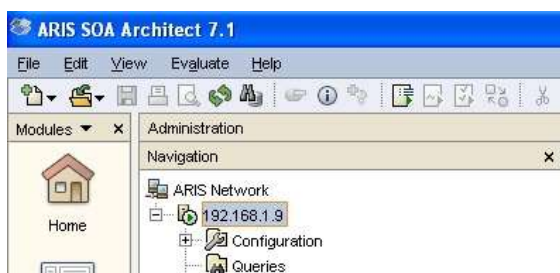 ARIS SOA Architect 7.1
File Edit View Evaluate Help
Modules
Administration
Navigation
ARIS Network
Home
192.168.1.9
Configuration
Queries